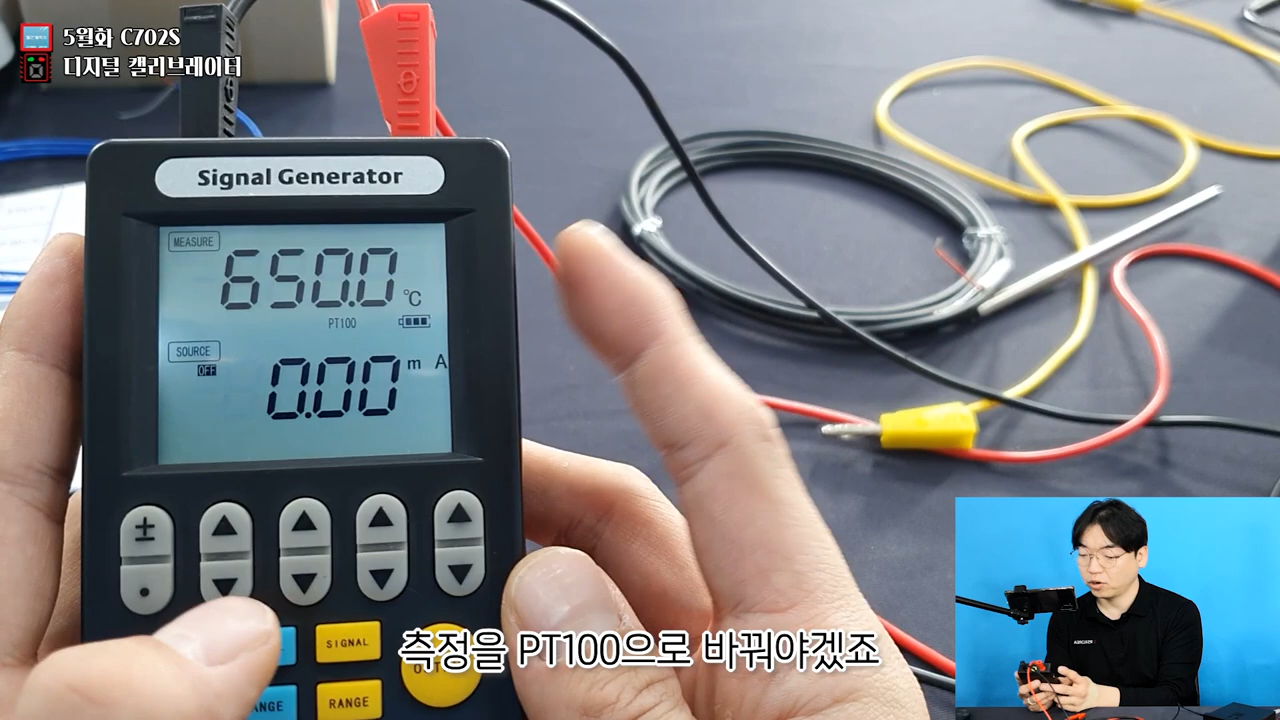 5월화 C702S
디지털 캘리브레이터
Signal Generator
MEASURE
650.0 ℃
PT100
SOURCE
OFF
0.00 m A
±
SIGNAL
RANGE
측정을 PT100으로 바꿔야겠죠